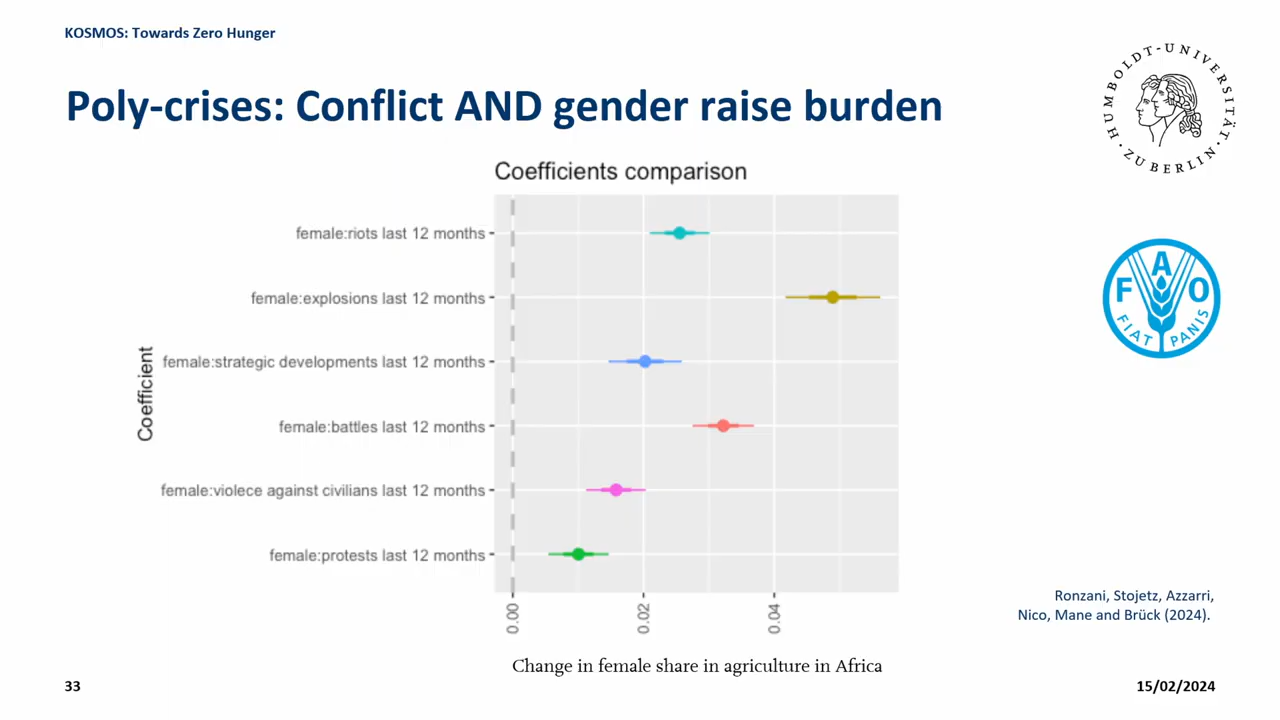 KOSMOS: Towards Zero Hunger
HUMBOLDT-UNIVERSITÄT
ZU BERLIN
Poly-crises: Conflict AND gender raise burden
Coefficients comparison
female:riots last 12 months
female:explosions last 12 months
female:strategic developments last 12 months
female:battles last 12 months
female:violece against civilians last 12 months
female:protests last 12 months
Coefficient
0.00
0.02
0.04
Change in female share in agriculture in Africa
F A O
FIAT PANIS
Ronzani, Stojetz, Azzarri,
Nico, Mane and Brück (2024).
33
15/02/2024